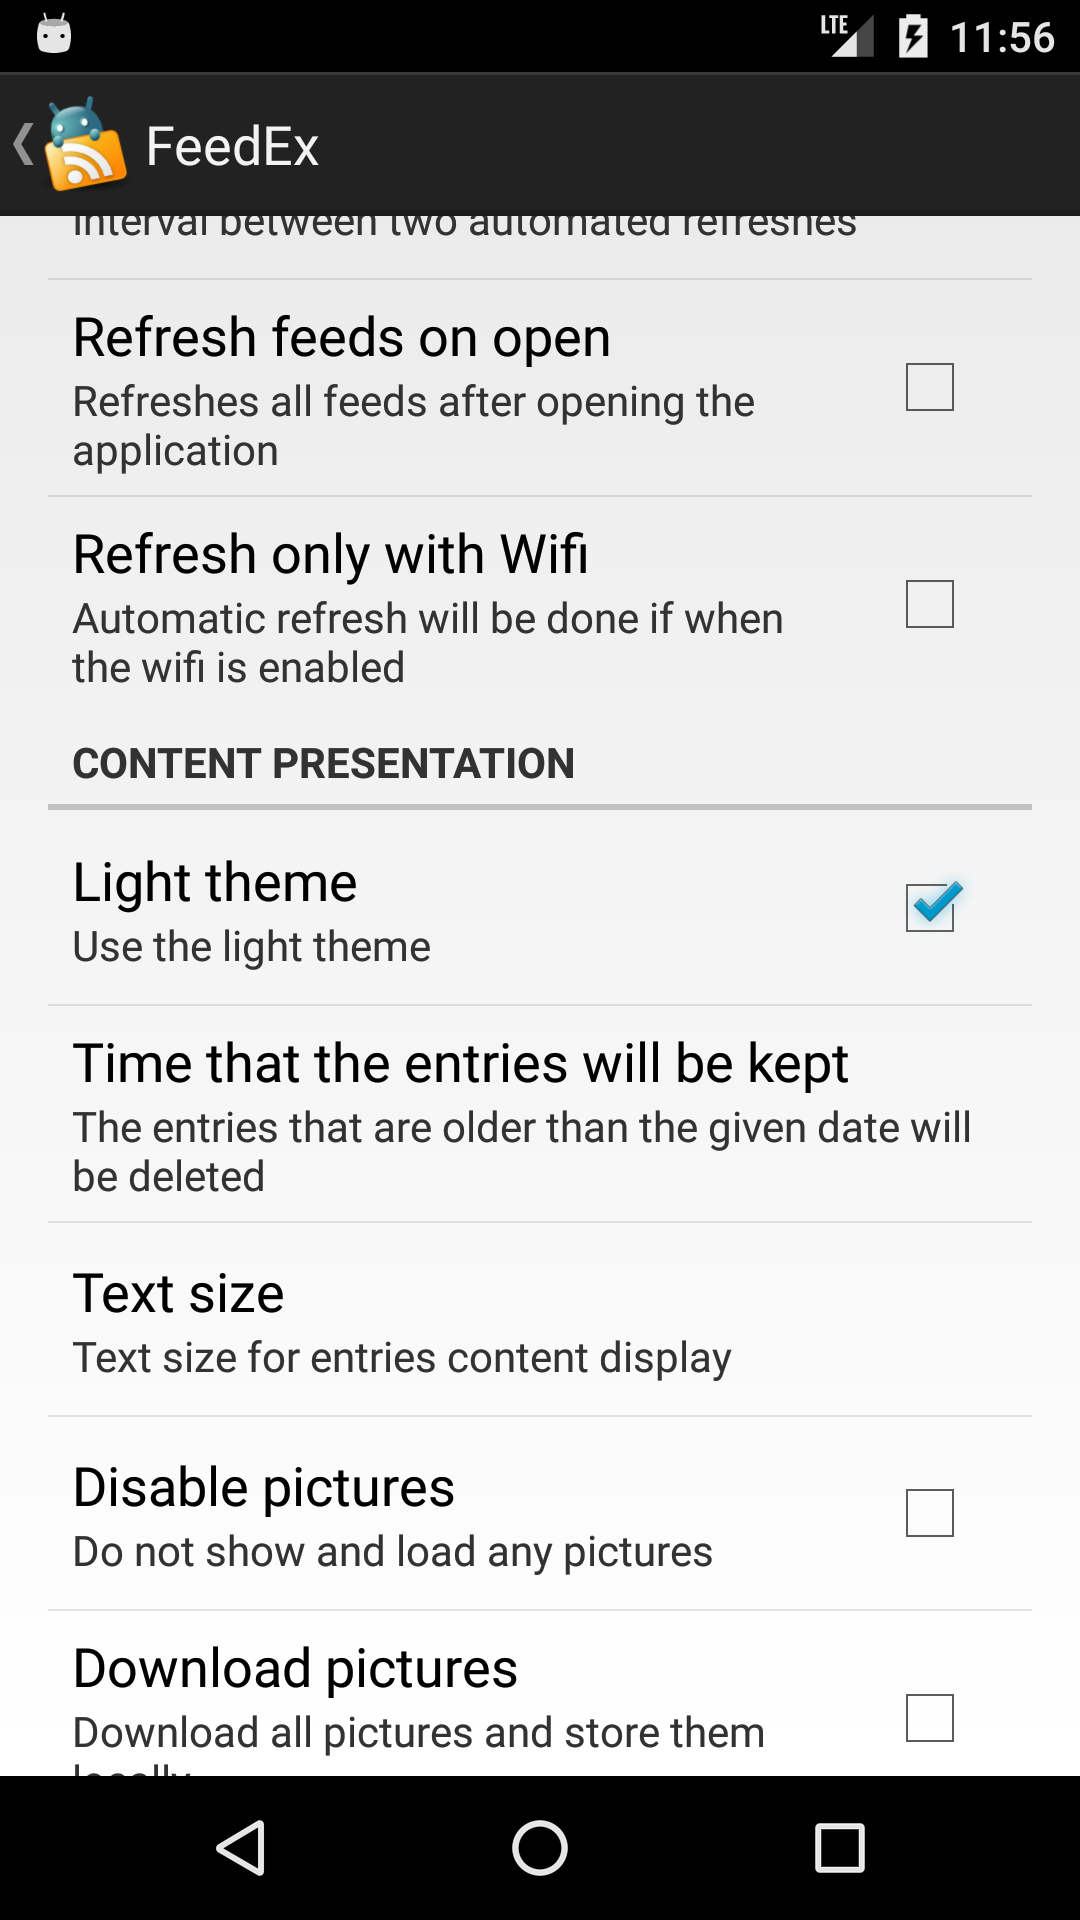 LTE 11:56
FeedEx
Interval between two automated refreshes
Refresh feeds on open
Refreshes all feeds after opening the
application
Refresh only with Wifi
Automatic refresh will be done if when
the wifi is enabled
CONTENT PRESENTATION
Light theme
Use the light theme
Time that the entries will be kept
The entries that are older than the given date will
be deleted
Text size
Text size for entries content display
Disable pictures
Do not show and load any pictures
Download pictures
Download all pictures and store them
locally